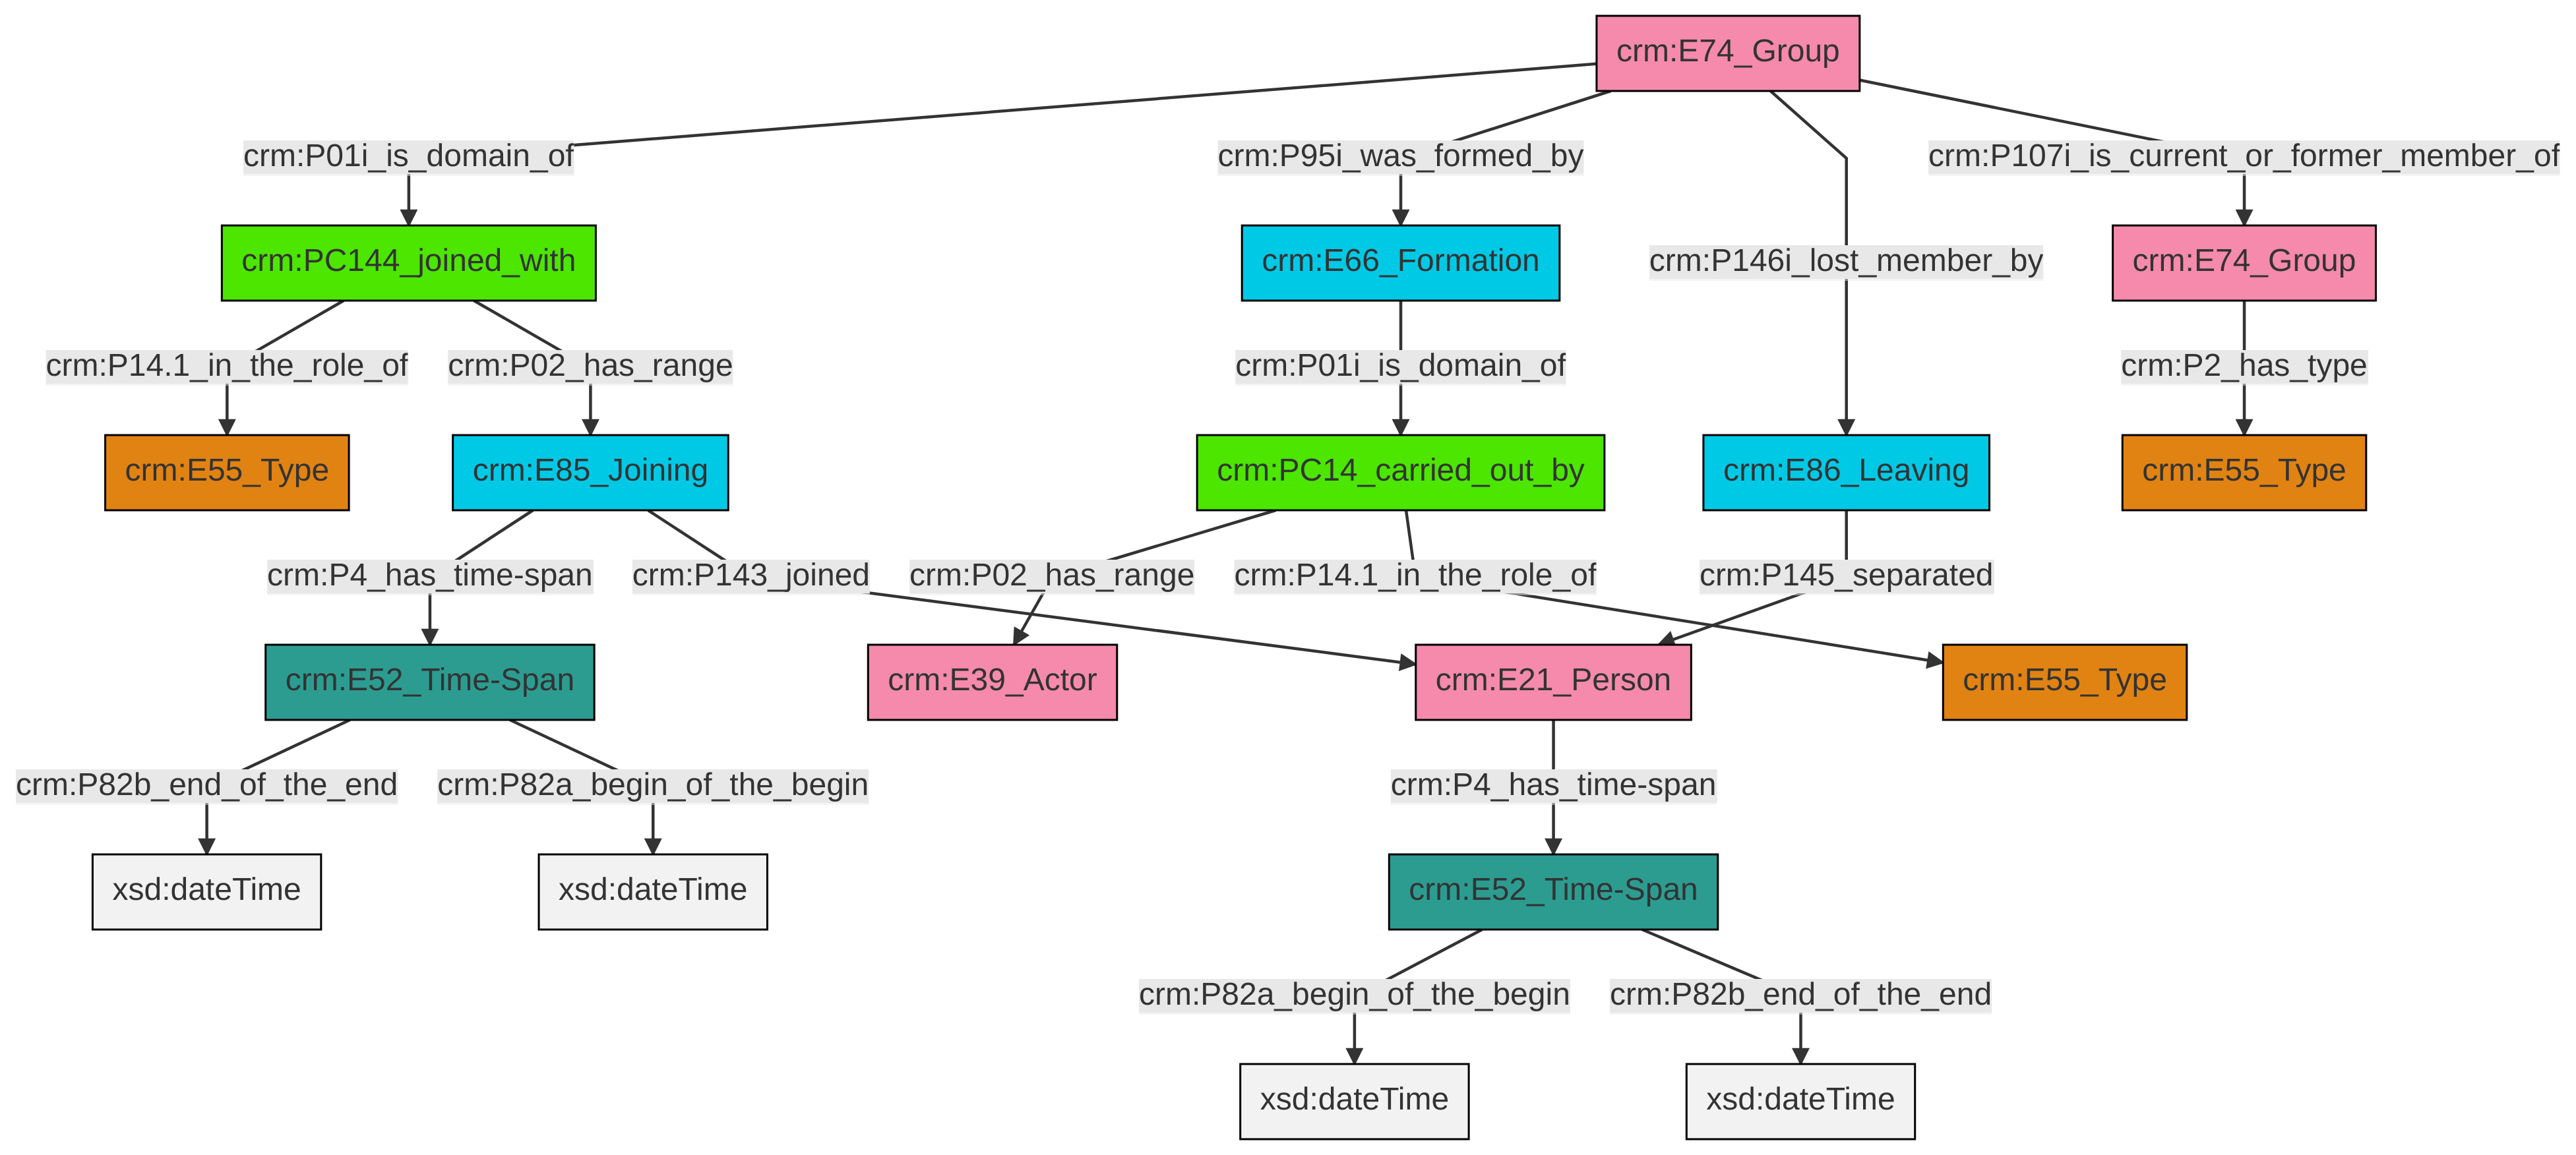 crm:E74_Group
crm:P01i_is_domain_of
crm:P95i_was_formed_by
crm:P107i_is_current_or_former_member_of
crm:PC144_joined_with
crm:E66_Formation
crm:P146i_lost_member_by
crm:E74_Group
crm:P14.1_in_the_role_of
crm:P02_has_range
crm:P01i_is_domain_of
crm:P2_has_type
crm:E55_Type
crm:E85_Joining
crm:PC14_carried_out_by
crm:E86_Leaving
crm:E55_Type
crm:P4_has_time-span
crm:P143_joined
crm:P02_has_range
crm:P14.1_in_the_role_of
crm:P145_separated
crm:E52_Time-Span
crm:E39_Actor
crm:E21_Person
crm:E55_Type
crm:P82b_end_of_the_end
crm:P82a_begin_of_the_begin
crm:P4_has_time-span
xsd:dateTime
xsd:dateTime
crm:E52_Time-Span
crm:P82a_begin_of_the_begin
crm:P82b_end_of_the_end
xsd:dateTime
xsd:dateTime